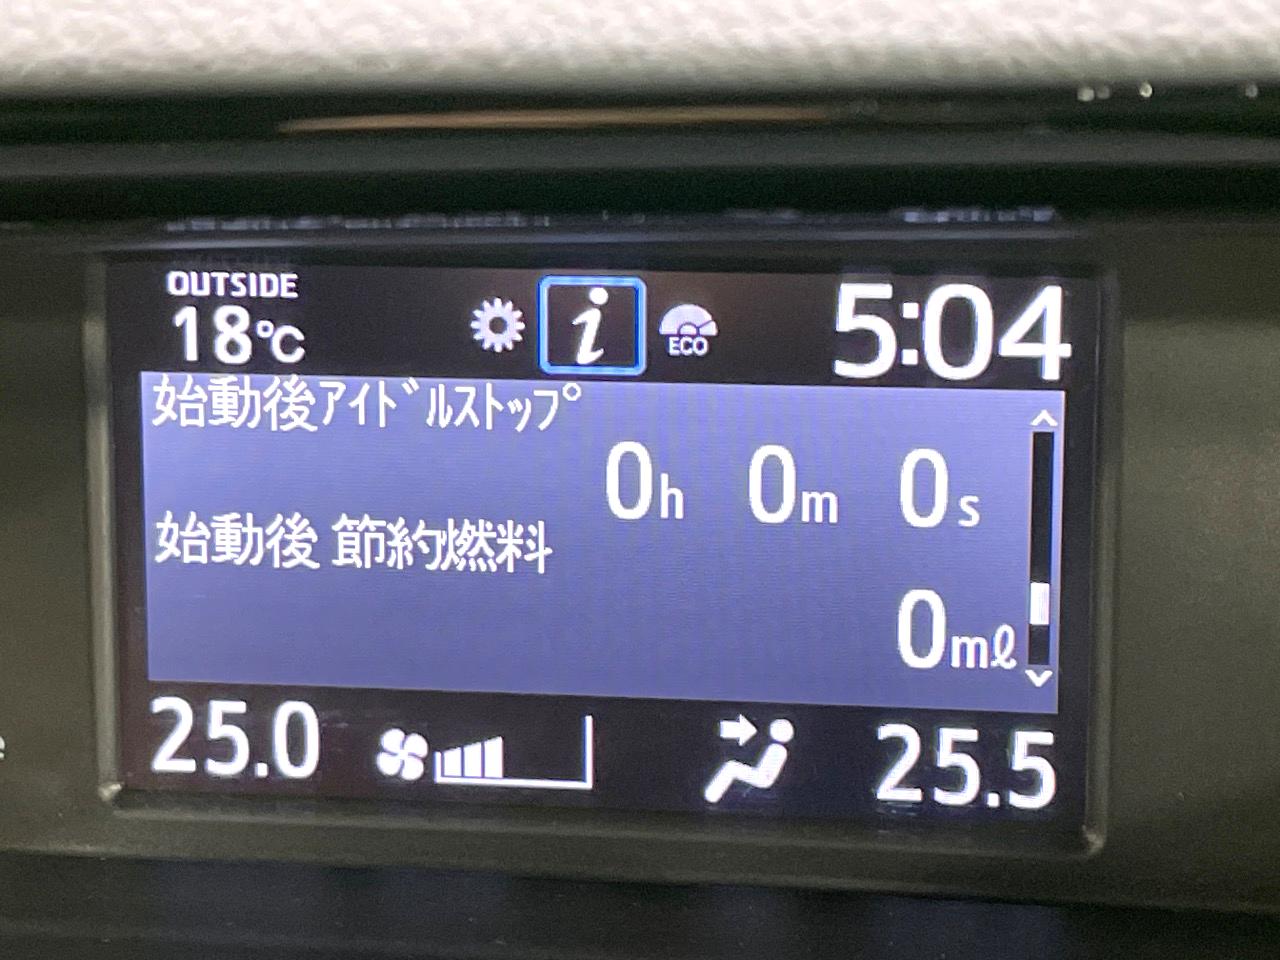 OUTSIDE
18℃
i
ECO
5:04
始動後ｱｲﾄﾞﾙｽﾄｯﾌﾟ
0h 0m 0s
始動後 節約燃料
0mℓ
25.0
25.5